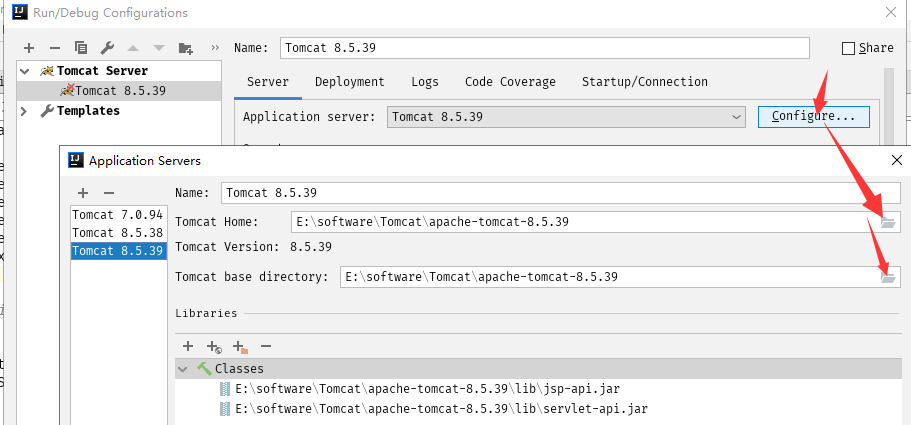 Run/Debug Configurations
Name: Tomcat 8.5.39 Share
Tomcat Server
Tomcat 8.5.39
Templates
Server Deployment Logs Code Coverage Startup/Connection
Application server: Tomcat 8.5.39 Configure...
Application Servers
Tomcat 7.0.94
Tomcat 8.5.38
Tomcat 8.5.39
Name: Tomcat 8.5.39
Tomcat Home: E:\software\Tomcat\apache-tomcat-8.5.39
Tomcat Version: 8.5.39
Tomcat base directory: E:\software\Tomcat\apache-tomcat-8.5.39
Libraries
Classes
E:\software\Tomcat\apache-tomcat-8.5.39\lib\jsp-api.jar
E:\software\Tomcat\apache-tomcat-8.5.39\lib\servlet-api.jar